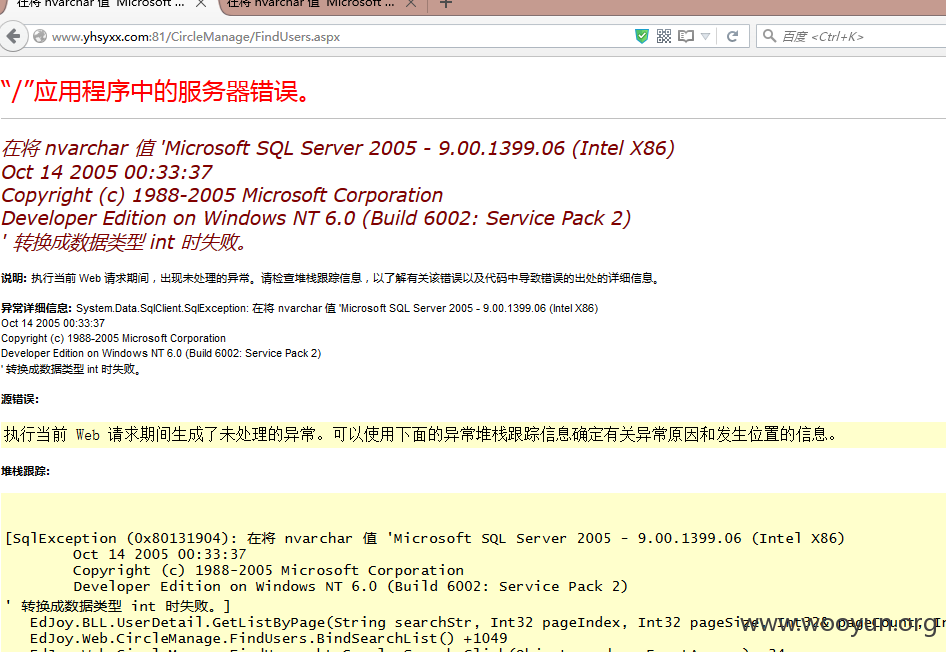 在将 nvarchar 值 'Microsoft ... × 在将 nvarchar 值 'Microsoft ... × +
www.yhsyxx.com:81/CircleManage/FindUsers.aspx 百度 <Ctrl+K>
“/”应用程序中的服务器错误。
在将 nvarchar 值 'Microsoft SQL Server 2005 - 9.00.1399.06 (Intel X86)
Oct 14 2005 00:33:37
Copyright (c) 1988-2005 Microsoft Corporation
Developer Edition on Windows NT 6.0 (Build 6002: Service Pack 2)
' 转换成数据类型 int 时失败。
说明: 执行当前 Web 请求期间，出现未处理的异常。请检查堆栈跟踪信息，以了解有关该错误以及代码中导致错误的出处的详细信息。
异常详细信息: System.Data.SqlClient.SqlException: 在将 nvarchar 值 'Microsoft SQL Server 2005 - 9.00.1399.06 (Intel X86)
Oct 14 2005 00:33:37
Copyright (c) 1988-2005 Microsoft Corporation
Developer Edition on Windows NT 6.0 (Build 6002: Service Pack 2)
' 转换成数据类型 int 时失败。
源错误:
执行当前 Web 请求期间生成了未处理的异常。可以使用下面的异常堆栈跟踪信息确定有关异常原因和发生位置的信息。
堆栈跟踪:
[SqlException (0x80131904): 在将 nvarchar 值 'Microsoft SQL Server 2005 - 9.00.1399.06 (Intel X86)
Oct 14 2005 00:33:37
Copyright (c) 1988-2005 Microsoft Corporation
Developer Edition on Windows NT 6.0 (Build 6002: Service Pack 2)
' 转换成数据类型 int 时失败。]
EdJoy.BLL.UserDetail.GetListByPage(String searchStr, Int32 pageIndex, Int32 pageSize, Int32& pageCount, In
www.wooyun.org
EdJoy.Web.CircleManage.FindUsers.BindSearchList() +1049